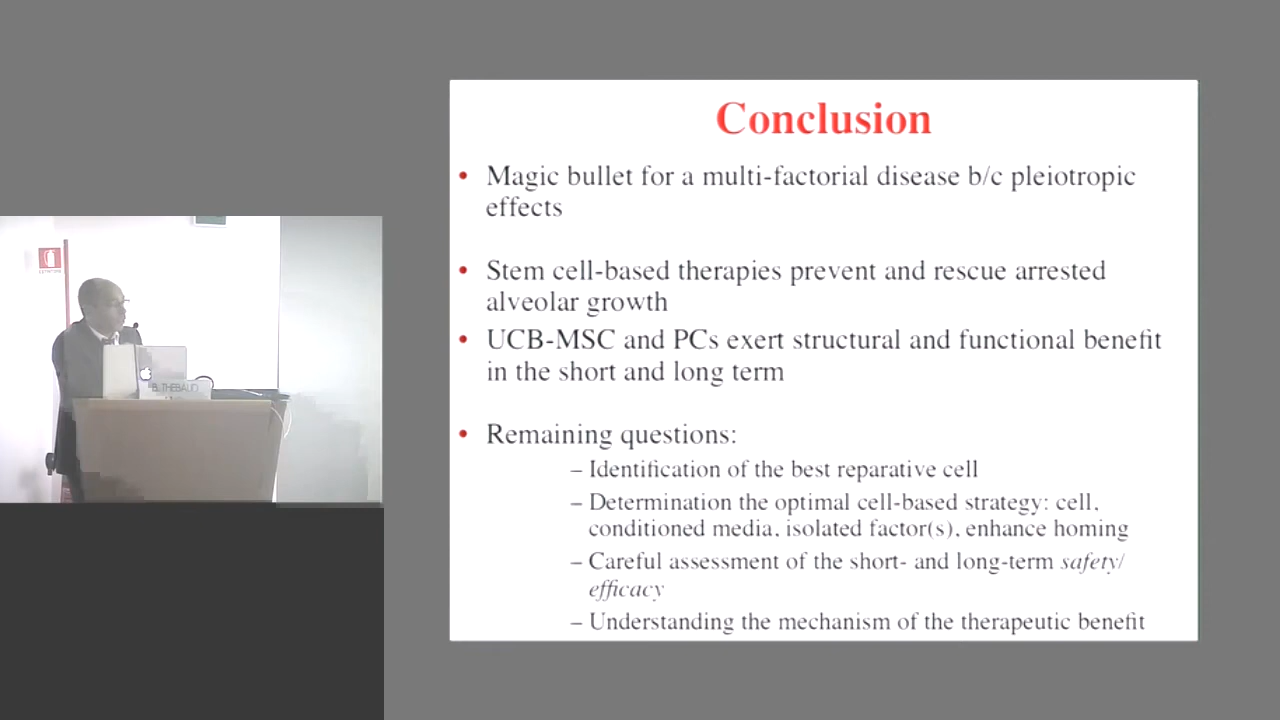 Conclusion
• Magic bullet for a multi-factorial disease b/c pleiotropic
effects
• Stem cell-based therapies prevent and rescue arrested
alveolar growth
• UCB-MSC and PCs exert structural and functional benefit
in the short and long term
• Remaining questions:
– Identification of the best reparative cell
– Determination the optimal cell-based strategy: cell,
conditioned media, isolated factor(s), enhance homing
– Careful assessment of the short- and long-term safety/
efficacy
– Understanding the mechanism of the therapeutic benefit
B. THEBAUD